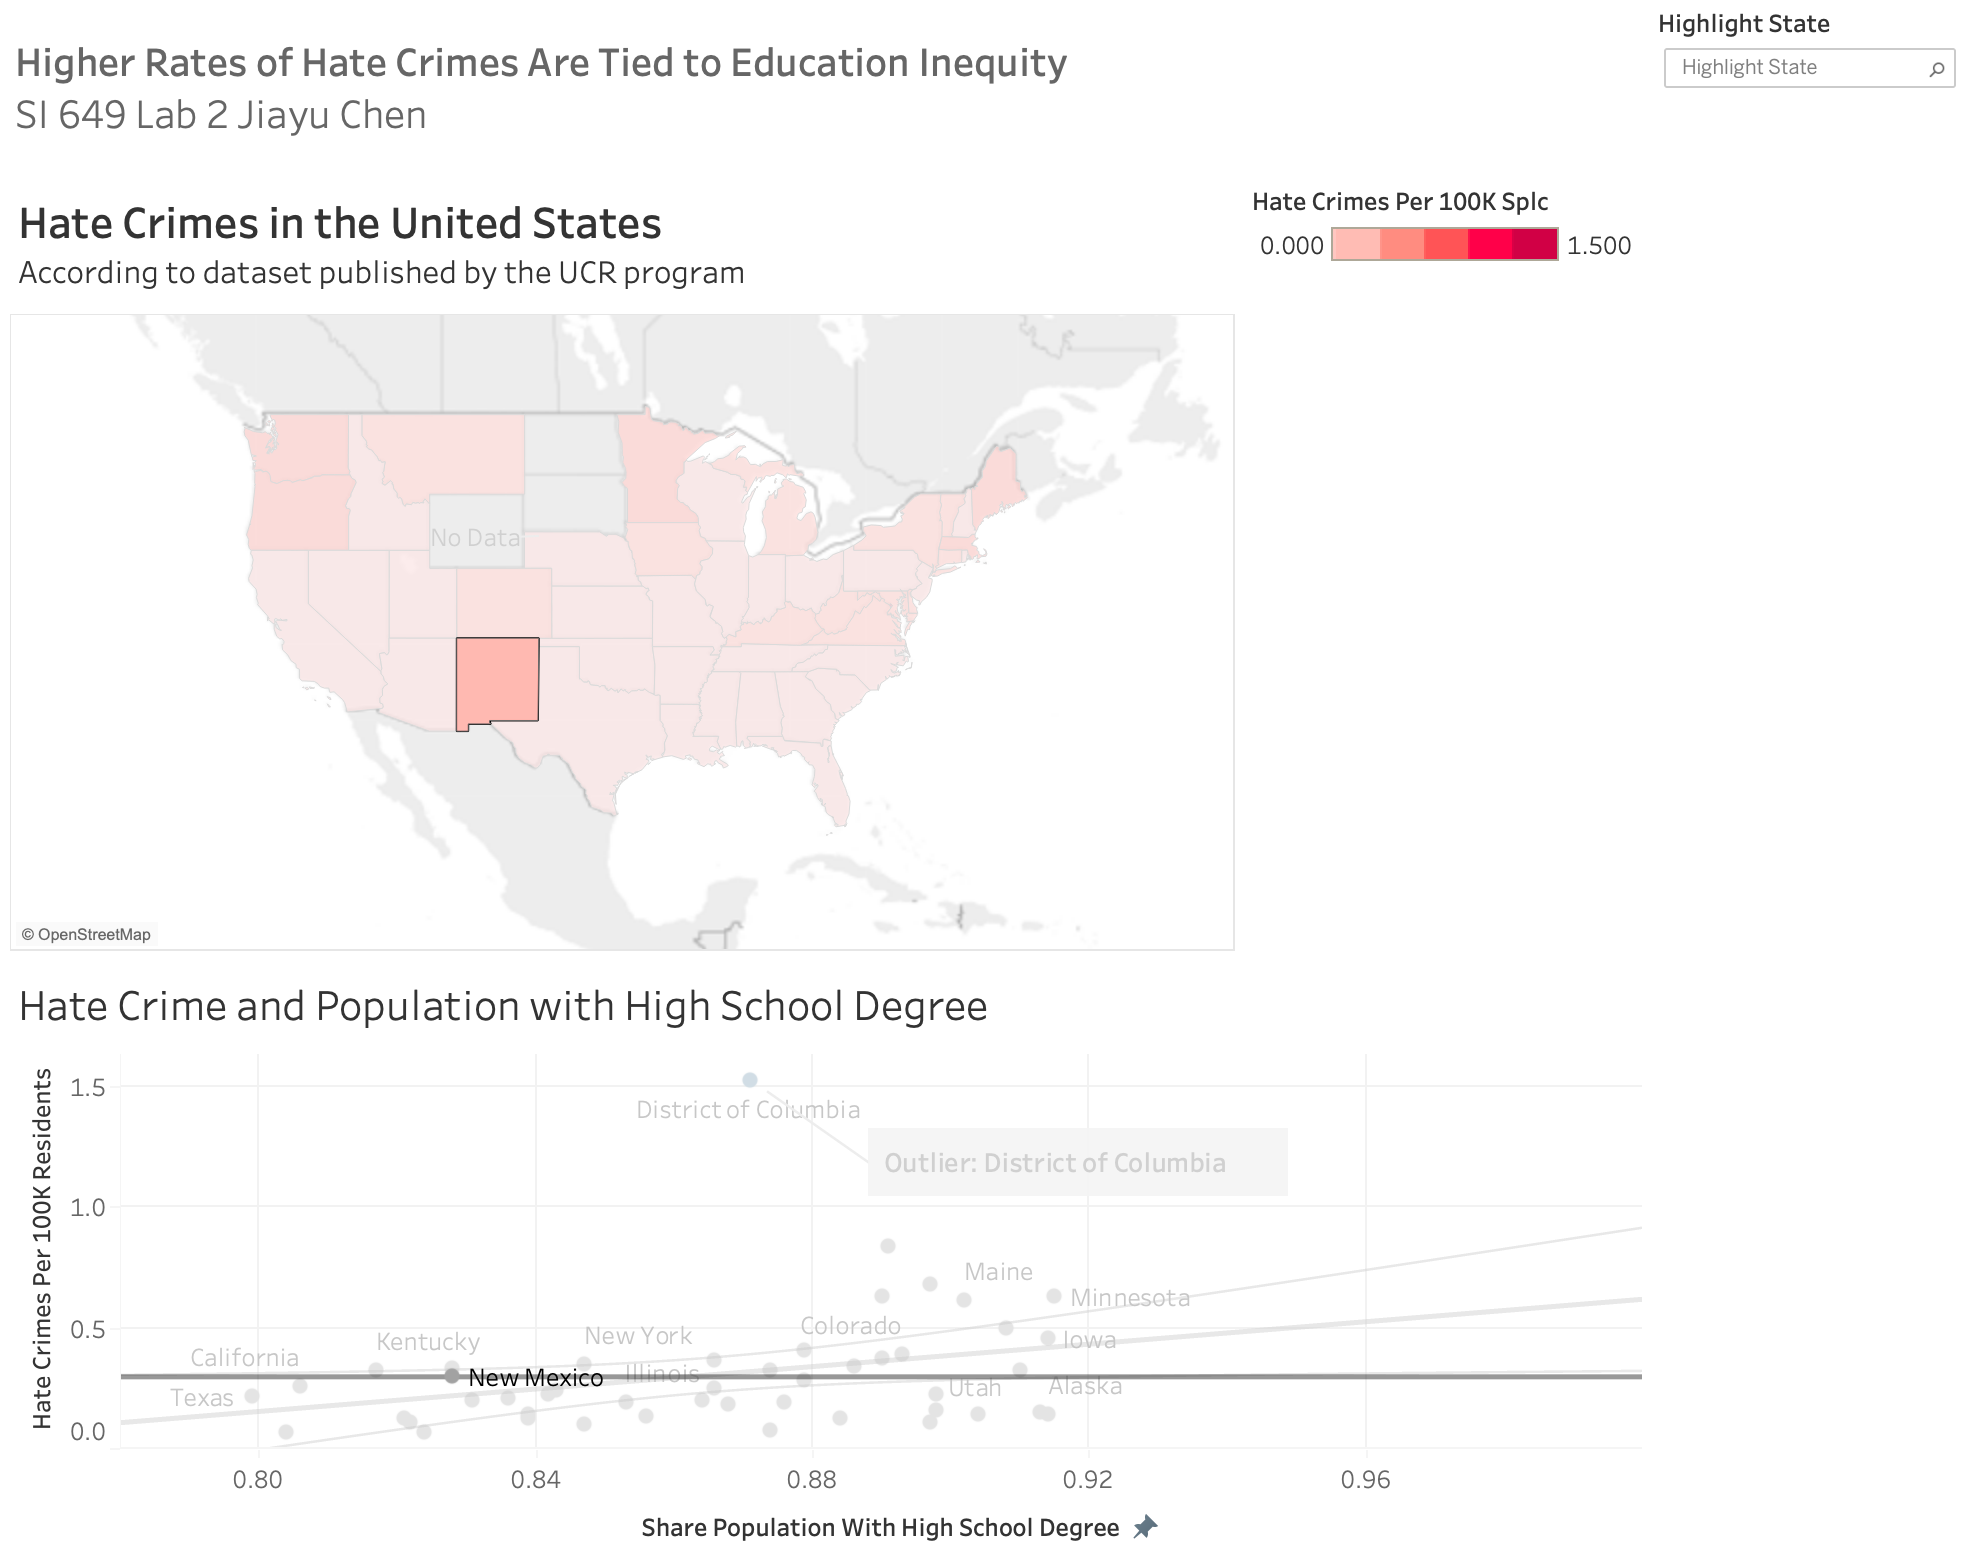 Highlight State
Highlight State
Higher Rates of Hate Crimes Are Tied to Education Inequity
SI 649 Lab 2 Jiayu Chen
Hate Crimes Per 100K Splc
0.000 1.500
Hate Crimes in the United States
According to dataset published by the UCR program
No Data
© OpenStreetMap
Hate Crime and Population with High School Degree
Hate Crimes Per 100K Residents
1.5
District of Columbia
Outlier: District of Columbia
1.0
Maine
Minnesota
0.5
Colorado
New York
Kentucky
Iowa
California
Illinois
New Mexico
Alaska
Utah
Texas
0.0
0.80 0.84 0.88 0.92 0.96
Share Population With High School Degree